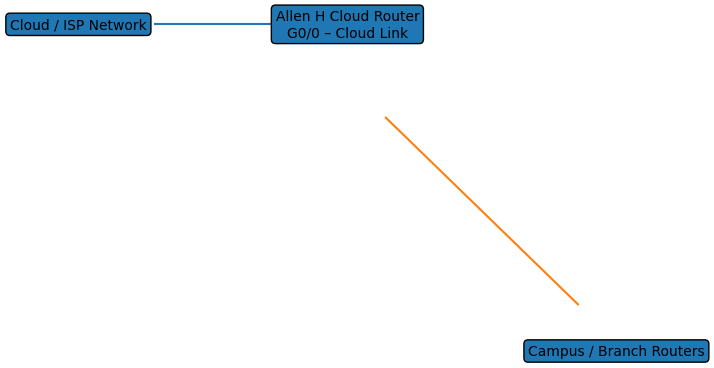 Cloud / ISP Network
Allen H Cloud Router
G0/0 – Cloud Link
Campus / Branch Routers